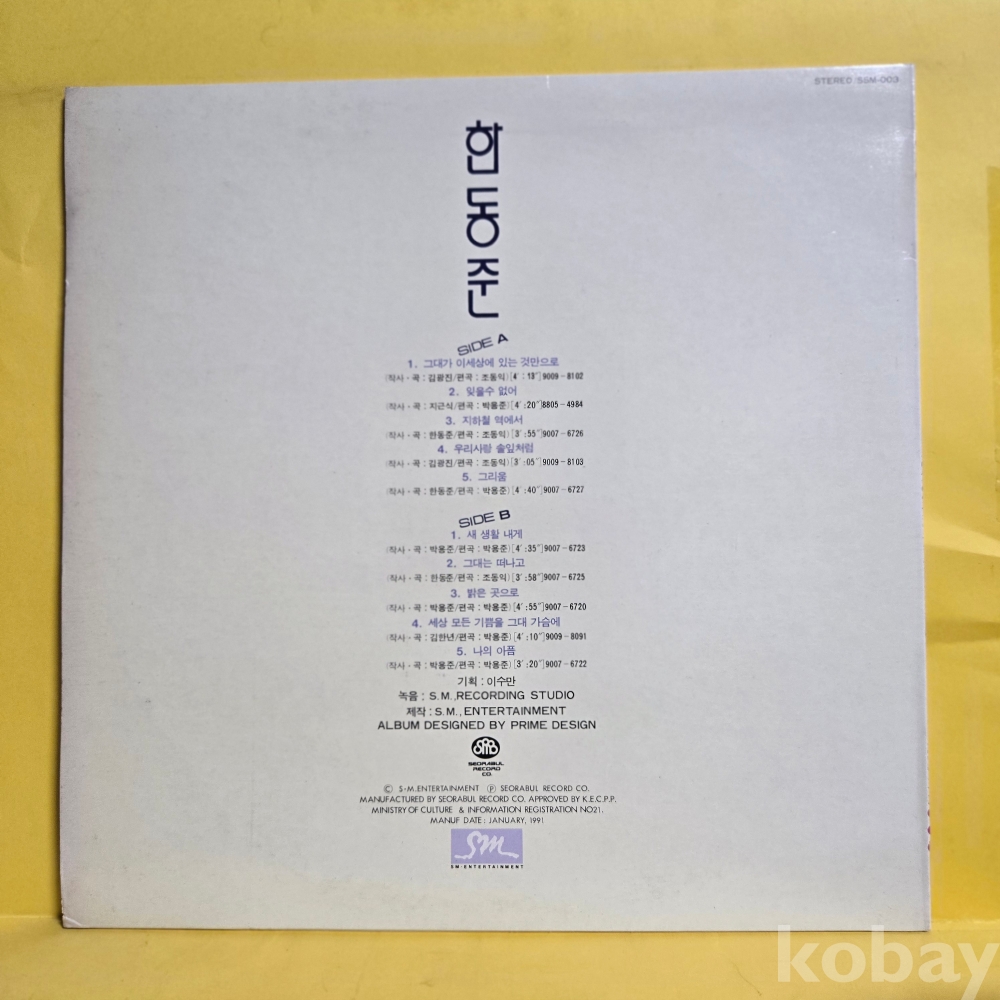 STEREO/SSM-003
한동준
SIDE A
1. 그대가 이세상에 있는 것만으로
(작사·곡 : 김광진/편곡 : 조동익)[4′ : 13″]9009-8102
2. 잊을수 없어
(작사·곡 : 지근식/편곡 : 박용준)[4′ : 20″]8805-4984
3. 지하철 역에서
(작사·곡 : 한동준/편곡 : 조동익)[3′ : 55″]9007-6726
4. 우리사랑 솔잎처럼
(작사·곡 : 김광진/편곡 : 조동익)[3′ : 05″]9009-8103
5. 그리움
(작사·곡 : 한동준/편곡 : 박용준)[4′ : 40″]9007-6727
SIDE B
1. 새 생활 내게
(작사·곡 : 박용준/편곡 : 박용준)[4′ : 35″]9007-6723
2. 그대는 떠나고
(작사·곡 : 한동준/편곡 : 조동익)[3′ : 58″]9007-6725
3. 밝은 곳으로
(작사·곡 : 박용준/편곡 : 박용준)[4′ : 55″]9007-6720
4. 세상 모든 기쁨을 그대 가슴에
(작사·곡 : 김한년/편곡 : 박용준)[4′ : 10″]9009-8091
5. 나의 아픔
(작사·곡 : 박용준/편곡 : 박용준)[3′ : 20″]9007-6722
기획 : 이수만
녹음 : S.M.,RECORDING STUDIO
제작 : S.M.,ENTERTAINMENT
ALBUM DESIGNED BY PRIME DESIGN
SRB
SEORABUL
RECORD
CO.
Ⓒ S·M.ENTERTAINMENT Ⓟ SEORABUL RECORD CO.
MANUFACTURED BY SEORABUL RECORD CO. APPROVED BY K.E.C.P.P.
MINISTRY OF CULTURE & INFORMATION REGISTRATION NO21.
MANUF DATE : JANUARY, 1991
SM
SM·ENTERTAINMENT
kobay